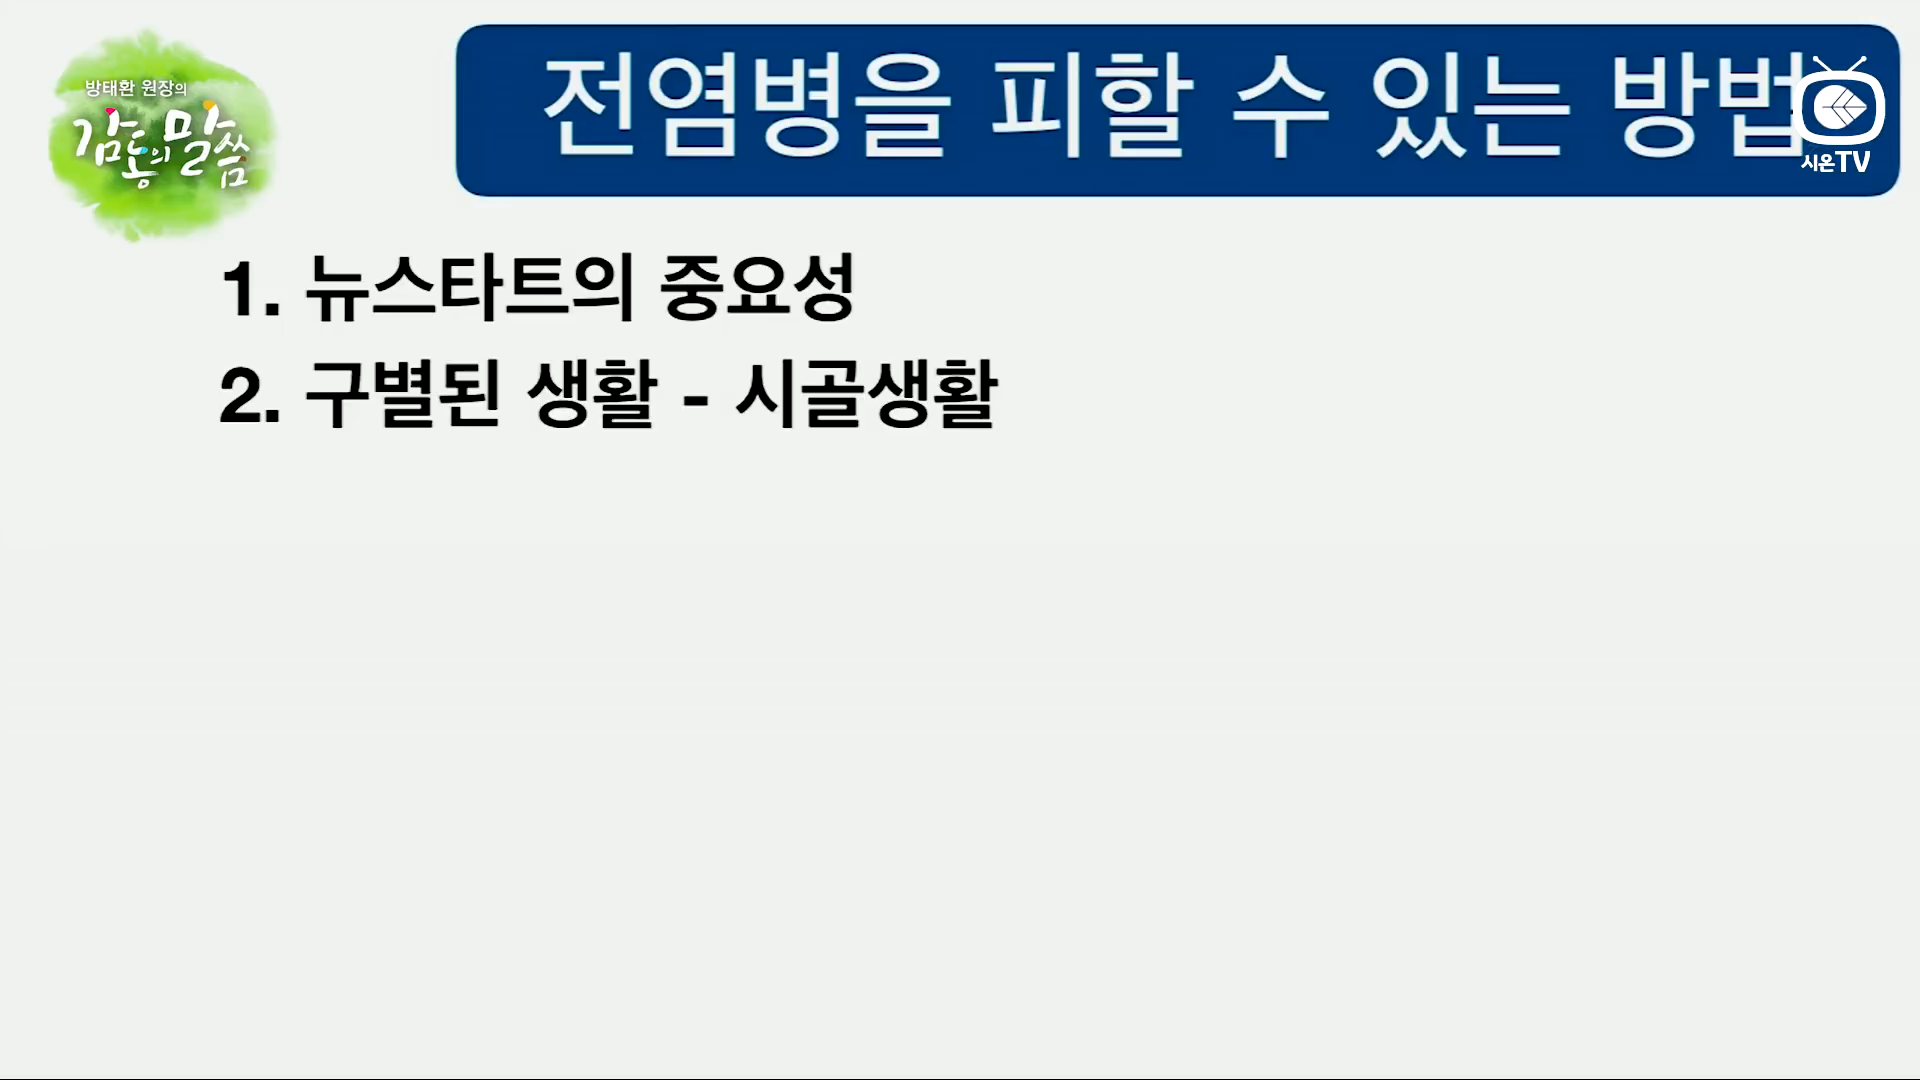 방태환 원장의
감동의 말씀
전염병을 피할 수 있는 방법
시온TV
1. 뉴스타트의 중요성
2. 구별된 생활 - 시골생활